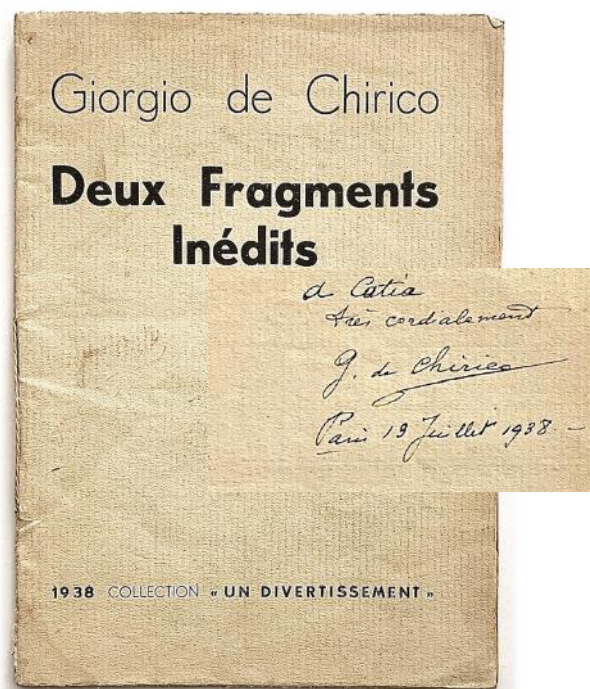 Giorgio de Chirico
Deux Fragments
Inédits
a Catia
très cordialement
G. de Chirico
Paris 19 Juillet 1938. -
1938 COLLECTION « UN DIVERTISSEMENT »